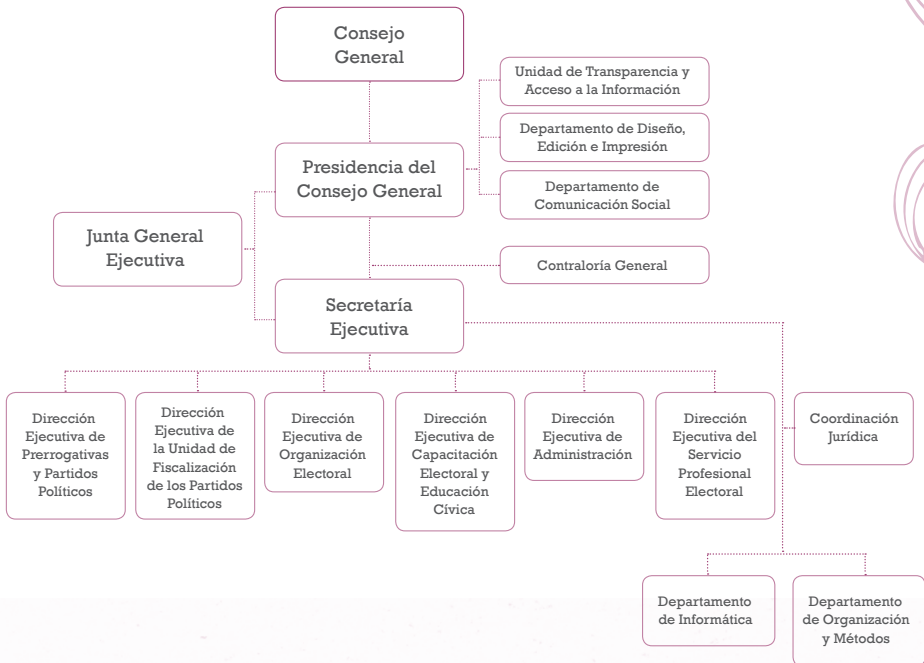 Consejo
General
Unidad de Transparencia y
Acceso a la Información
Departamento de Diseño,
Edición e Impresión
Presidencia del
Consejo General
Departamento de
Comunicación Social
Junta General
Ejecutiva
Contraloría General
Secretaría
Ejecutiva
Dirección
Ejecutiva de
Prerrogativas
y Partidos
Políticos
Dirección
Ejecutiva de
la Unidad de
Fiscalización
de los Partidos
Políticos
Dirección
Ejecutiva de
Organización
Electoral
Dirección
Ejecutiva de
Capacitación
Electoral y
Educación
Cívica
Dirección
Ejecutiva de
Administración
Dirección
Ejecutiva del
Servicio
Profesional
Electoral
Coordinación
Jurídica
Departamento
de Informática
Departamento
de Organización
y Métodos